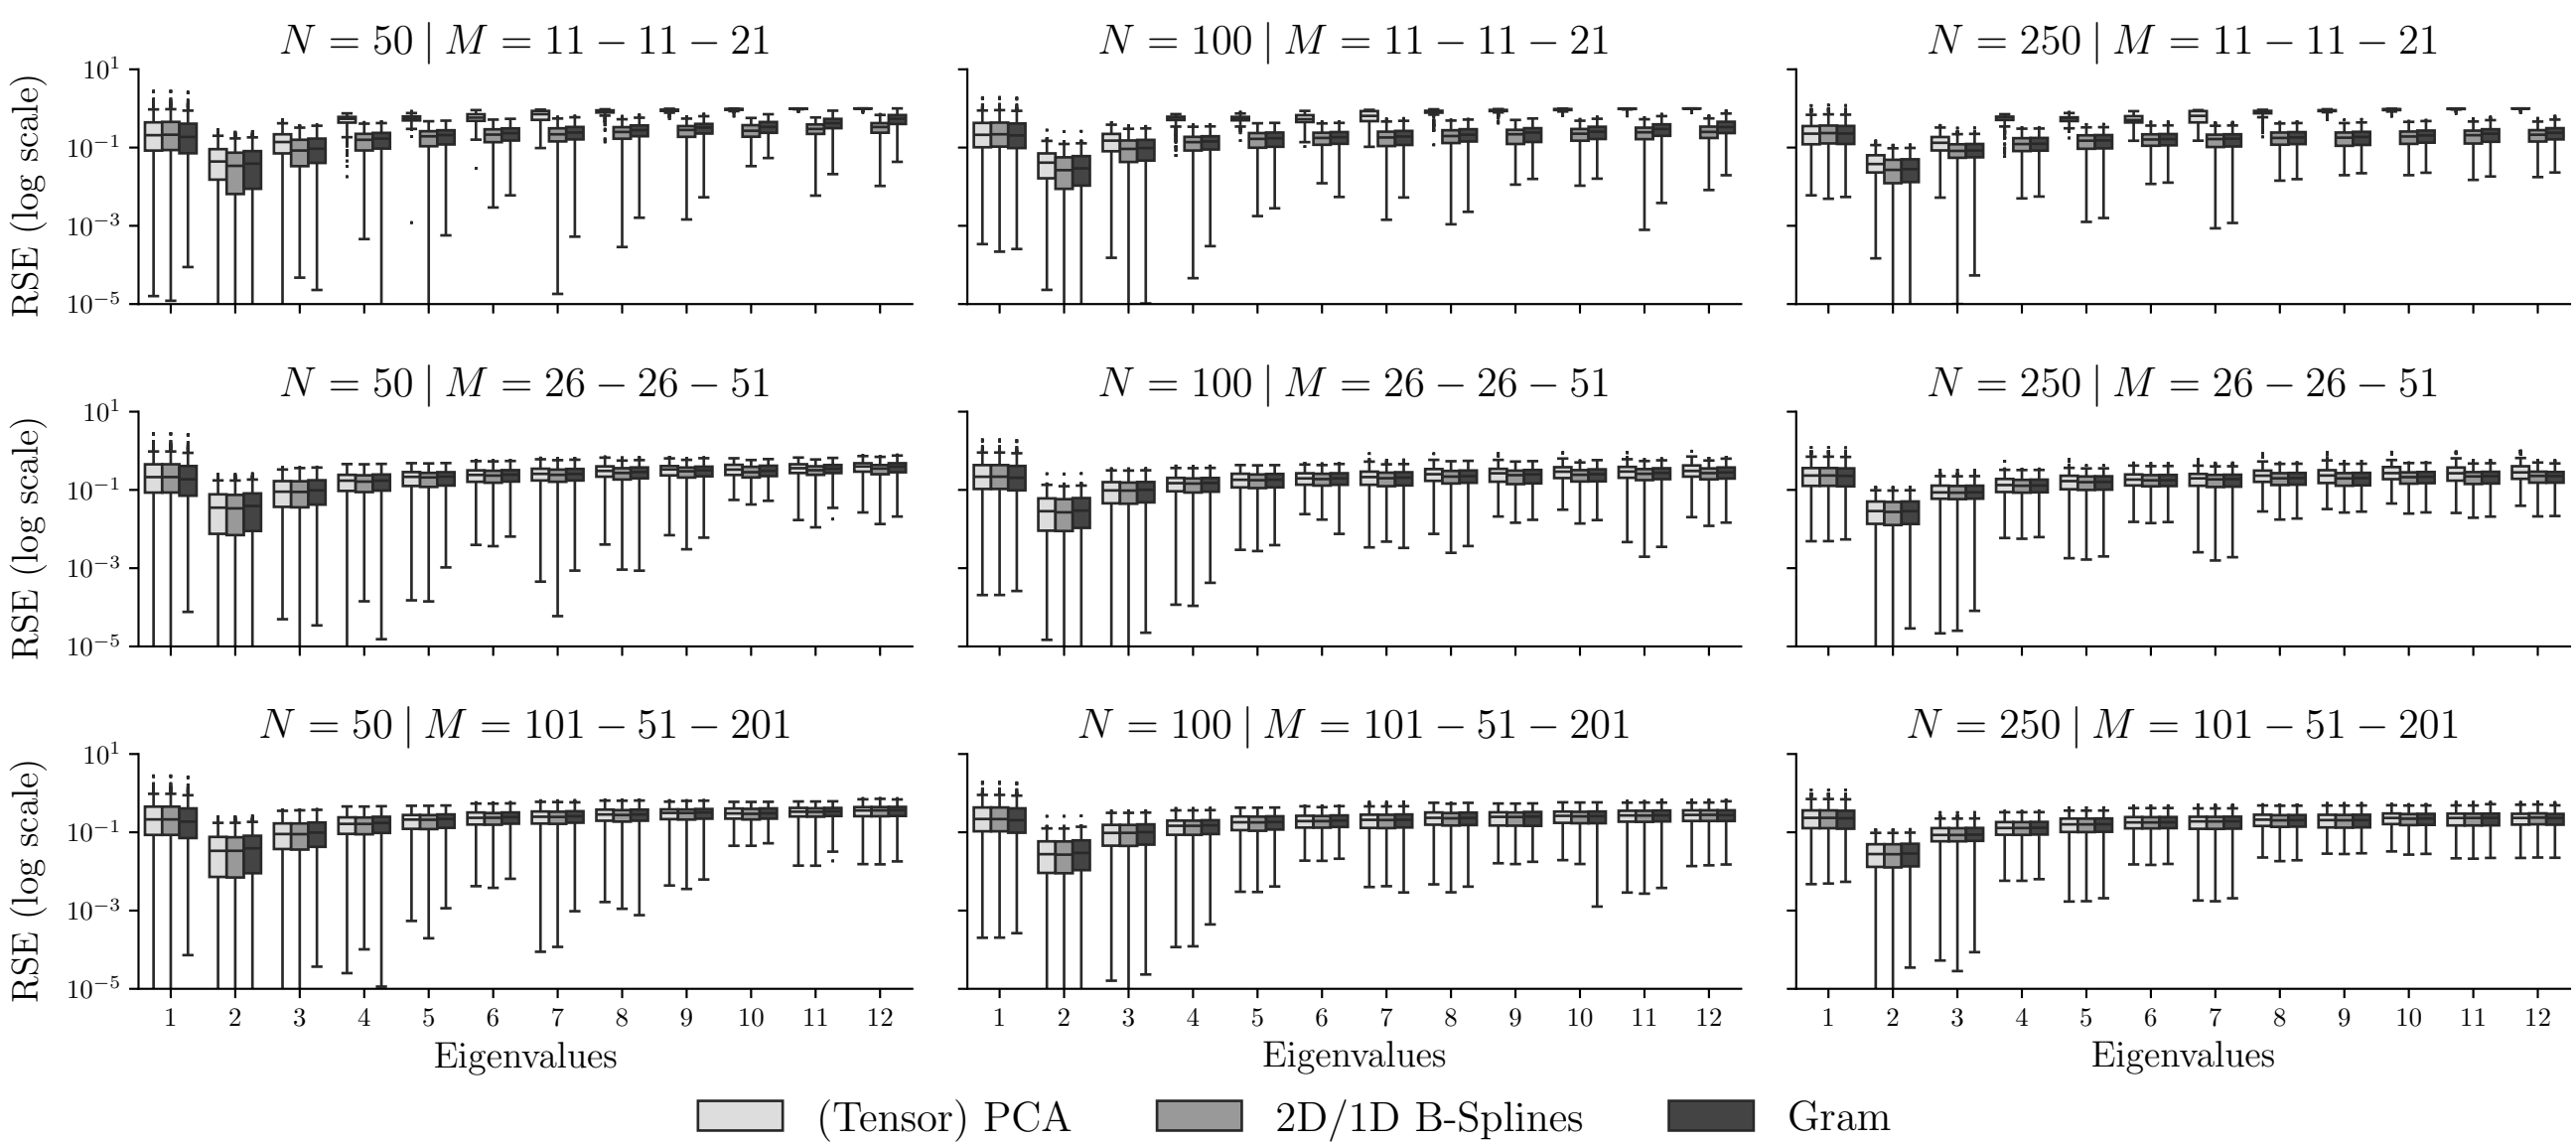 N = 50 | M = 11 − 11 − 21
N = 100 | M = 11 − 11 − 21
N = 250 | M = 11 − 11 − 21
RSE (log scale)
10^1
10^−1
10^−3
10^−5
N = 50 | M = 26 − 26 − 51
N = 100 | M = 26 − 26 − 51
N = 250 | M = 26 − 26 − 51
RSE (log scale)
10^1
10^−1
10^−3
10^−5
N = 50 | M = 101 − 51 − 201
N = 100 | M = 101 − 51 − 201
N = 250 | M = 101 − 51 − 201
RSE (log scale)
10^1
10^−1
10^−3
10^−5
1 2 3 4 5 6 7 8 9 10 11 12
1 2 3 4 5 6 7 8 9 10 11 12
1 2 3 4 5 6 7 8 9 10 11 12
Eigenvalues
Eigenvalues
Eigenvalues
(Tensor) PCA
2D/1D B-Splines
Gram